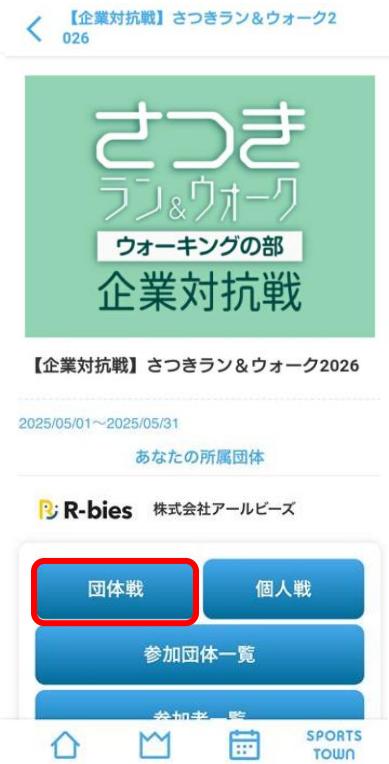 【企業対抗戦】さつきラン＆ウォーク2
026
さつき
ラン&ウォーク
ウォーキングの部
企業対抗戦
【企業対抗戦】さつきラン＆ウォーク2026
2025/05/01～2025/05/31
あなたの所属団体
R-bies 株式会社アールビーズ
団体戦 個人戦
参加団体一覧
参加者一覧
SPORTS
TOWN